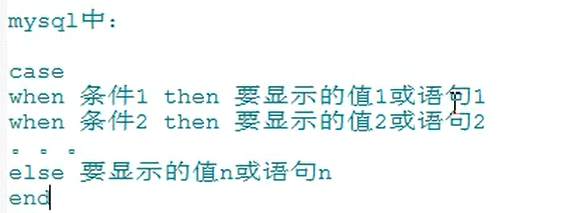 mysql中：
case
when 条件1 then 要显示的值1或语句1
when 条件2 then 要显示的值2或语句2
。。。
else 要显示的值n或语句n
end